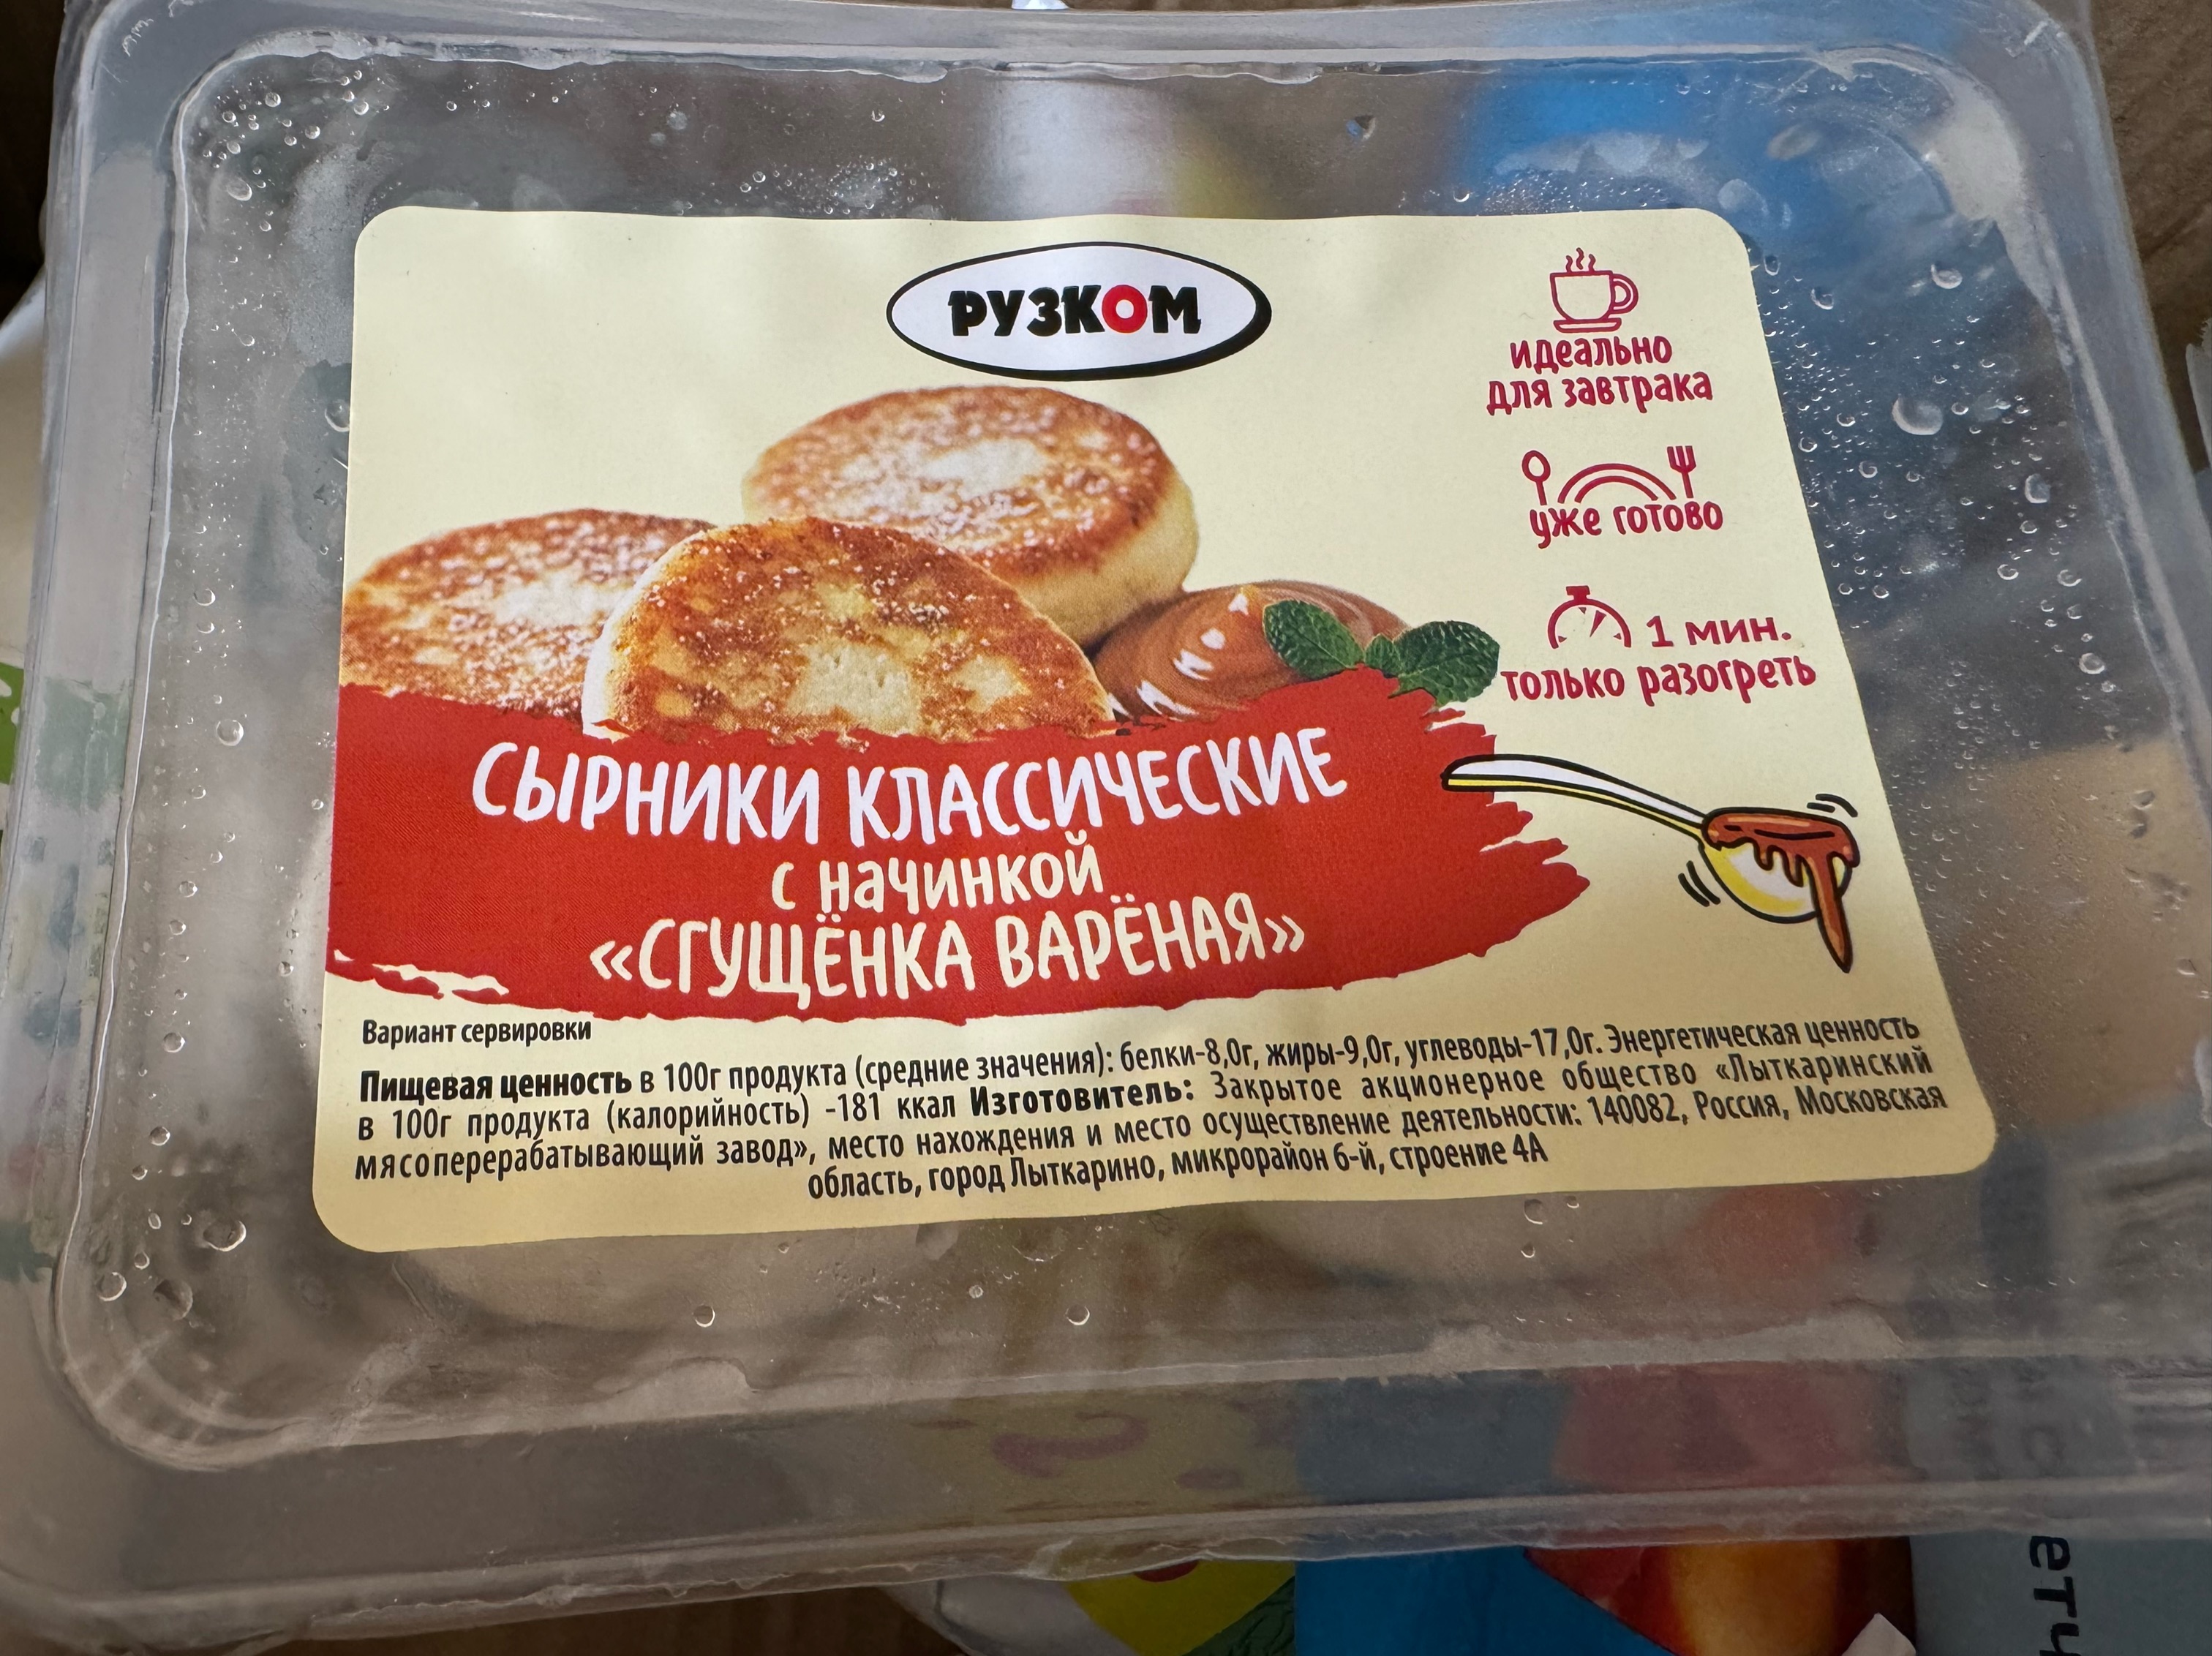 РУЗКОМ
идеально
для завтрака
уже готово
1 мин.
только разогреть
СЫРНИКИ КЛАССИЧЕСКИЕ
с начинкой
«СГУЩЁНКА ВАРЁНАЯ»
Вариант сервировки
Пищевая ценность в 100г продукта (средние значения): белки-8,0г, жиры-9,0г, углеводы-17,0г. Энергетическая ценность
в 100г продукта (калорийность) -181 ккал Изготовитель: Закрытое акционерное общество «Лыткаринский
мясоперерабатывающий завод», место нахождения и место осуществление деятельности: 140082, Россия, Московская
область, город Лыткарино, микрорайон 6-й, строение 4А